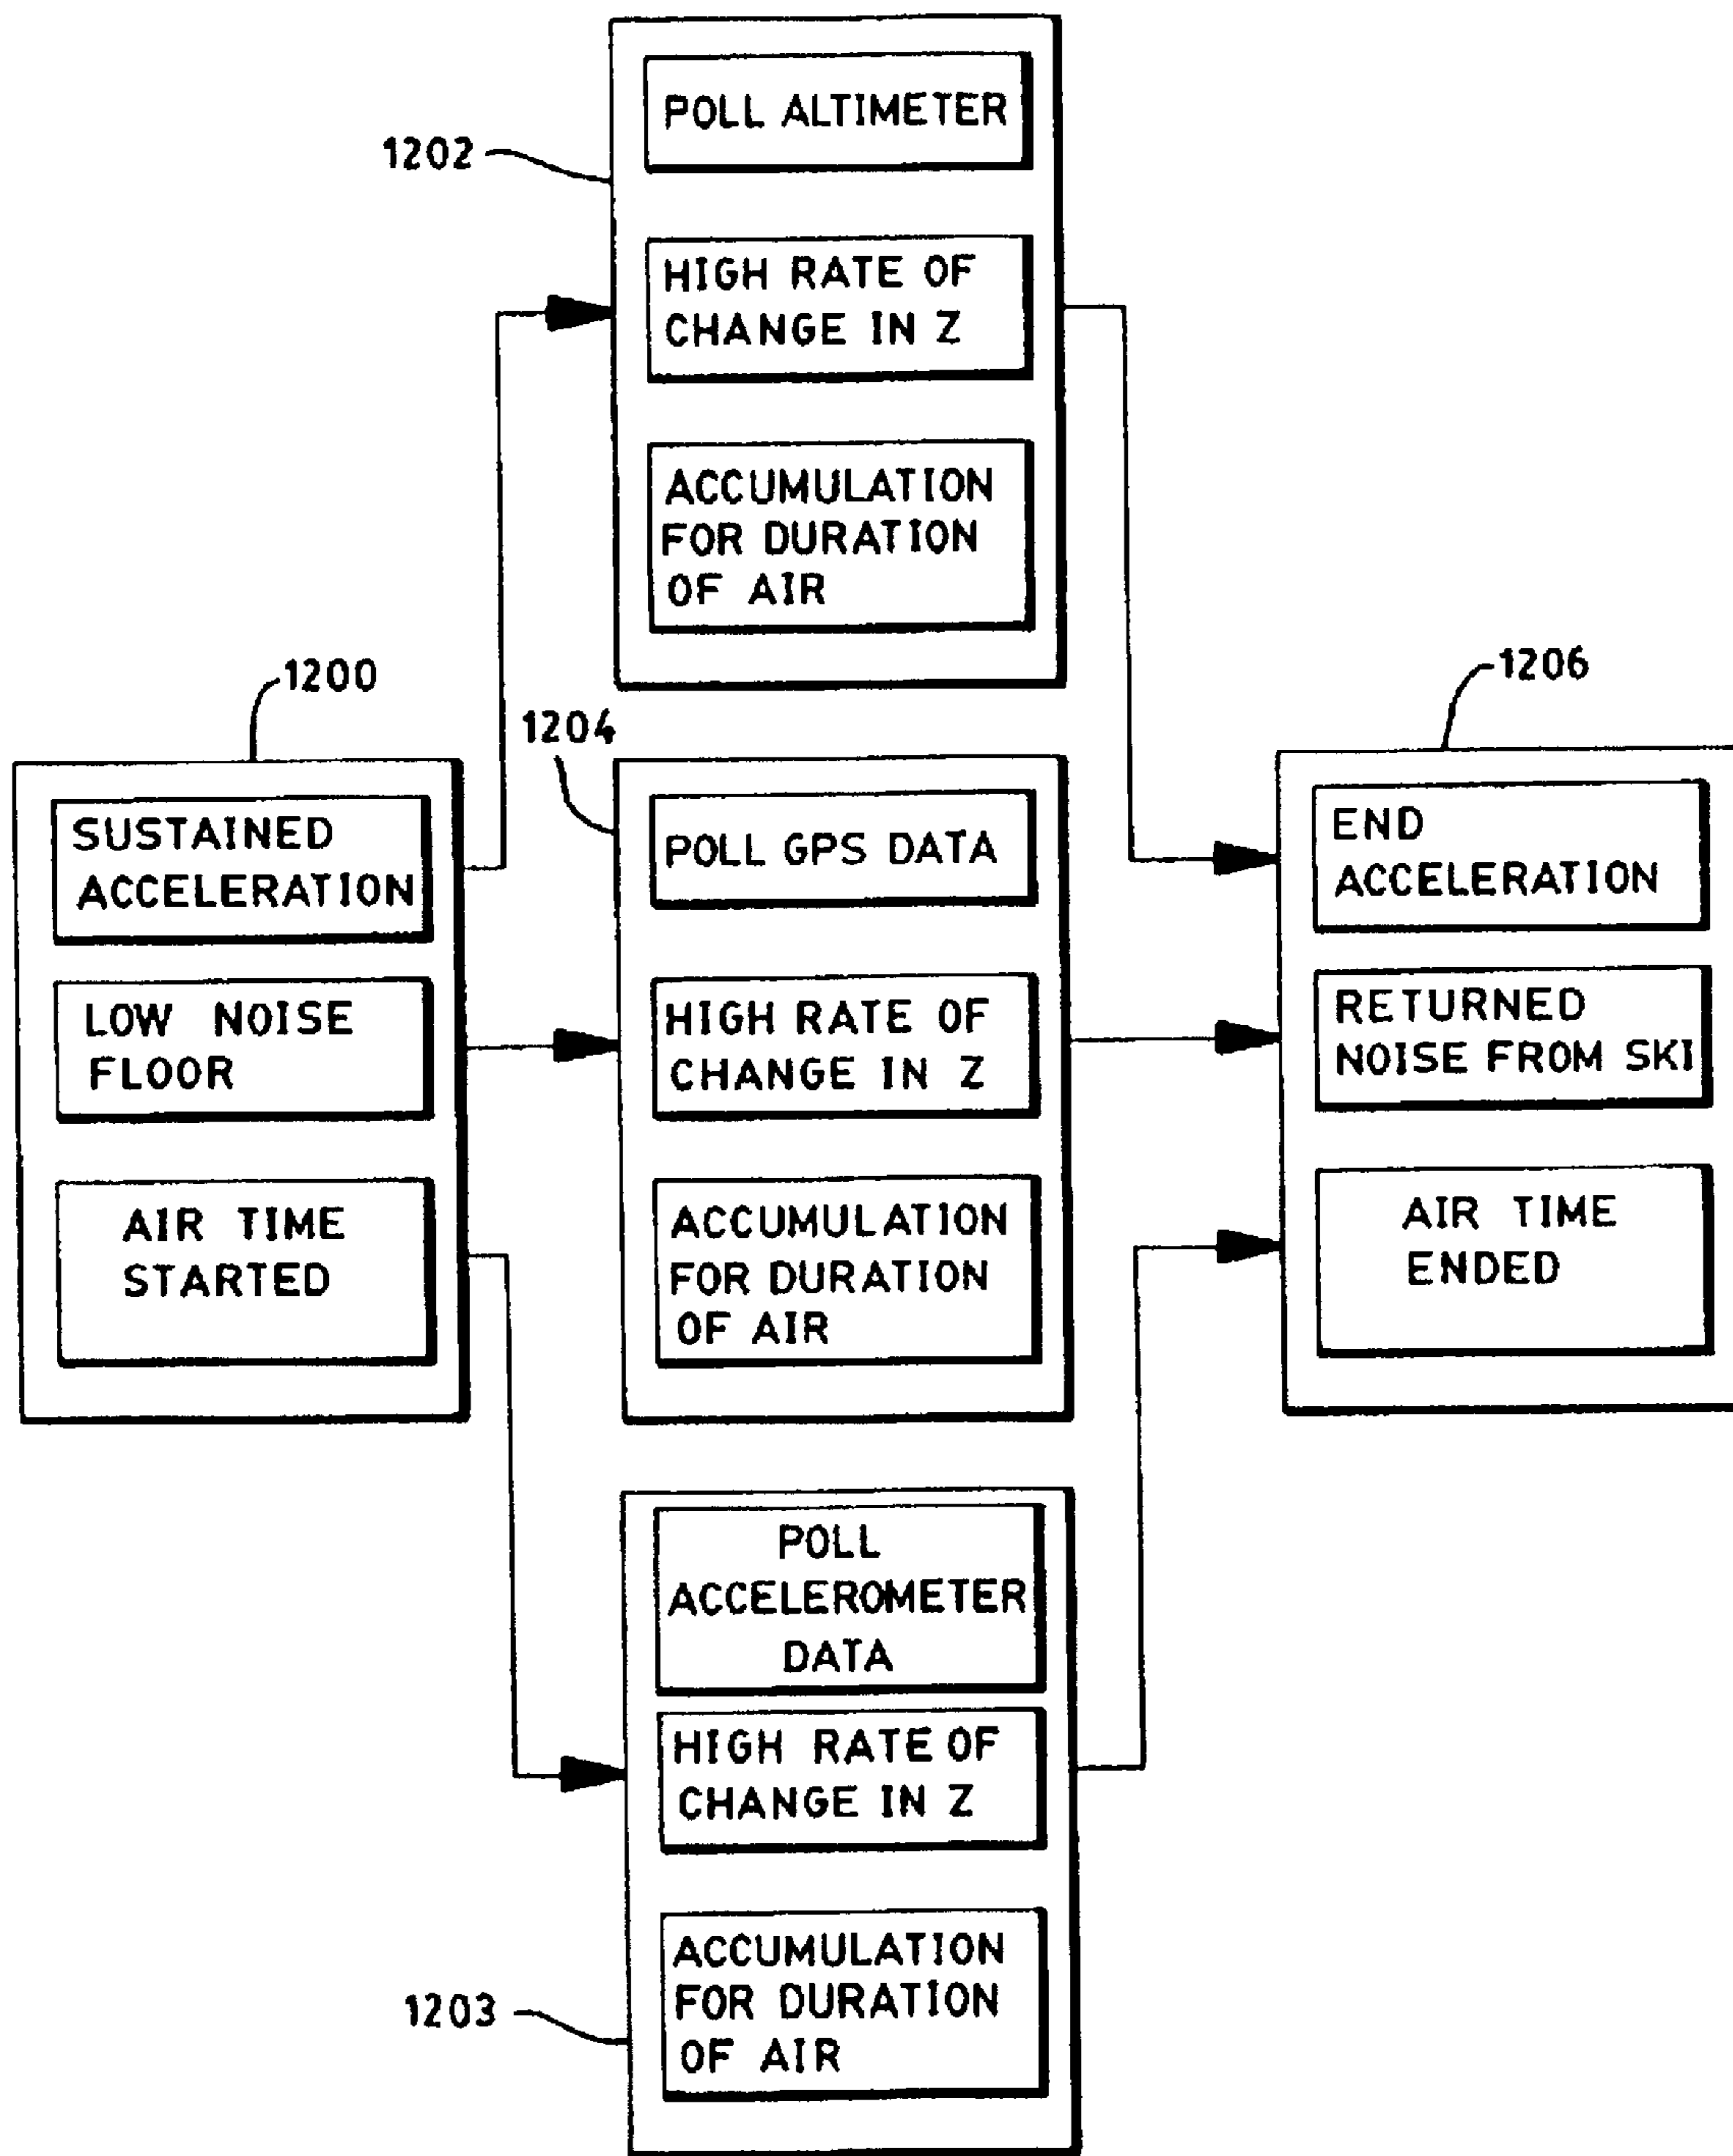 1202
POLL ALTIMETER
HIGH RATE OF
CHANGE IN Z
ACCUMULATION
FOR DURATION
OF AIR
1200
SUSTAINED
ACCELERATION
LOW NOISE
FLOOR
AIR TIME
STARTED
1204
POLL GPS DATA
HIGH RATE OF
CHANGE IN Z
ACCUMULATION
FOR DURATION
OF AIR
1203
POLL
ACCELEROMETER
DATA
HIGH RATE OF
CHANGE IN Z
ACCUMULATION
FOR DURATION
OF AIR
1206
END
ACCELERATION
RETURNED
NOISE FROM SKI
AIR TIME
ENDED